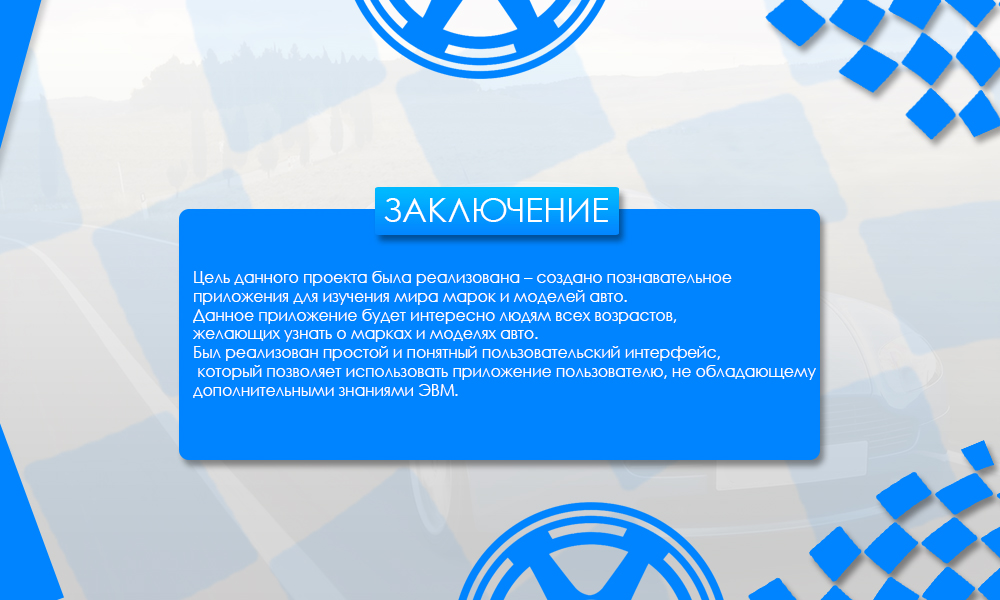 ЗАКЛЮЧЕНИЕ
Цель данного проекта была реализована – создано познавательное
приложения для изучения мира марок и моделей авто.
Данное приложение будет интересно людям всех возрастов,
желающих узнать о марках и моделях авто.
Был реализован простой и понятный пользовательский интерфейс,
который позволяет использовать приложение пользователю, не обладающему
дополнительными знаниями ЭВМ.